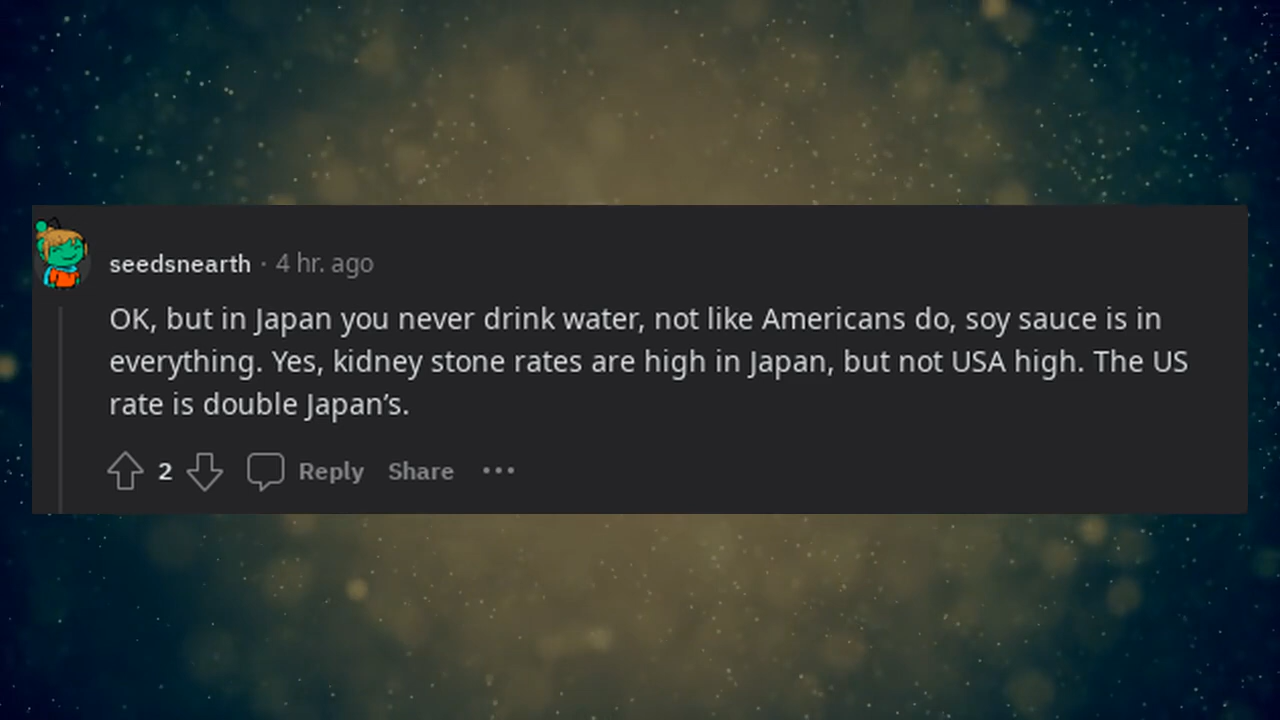 seedsnearth · 4 hr. ago
OK, but in Japan you never drink water, not like Americans do, soy sauce is in
everything. Yes, kidney stone rates are high in Japan, but not USA high. The US
rate is double Japan’s.
2 Reply Share ···